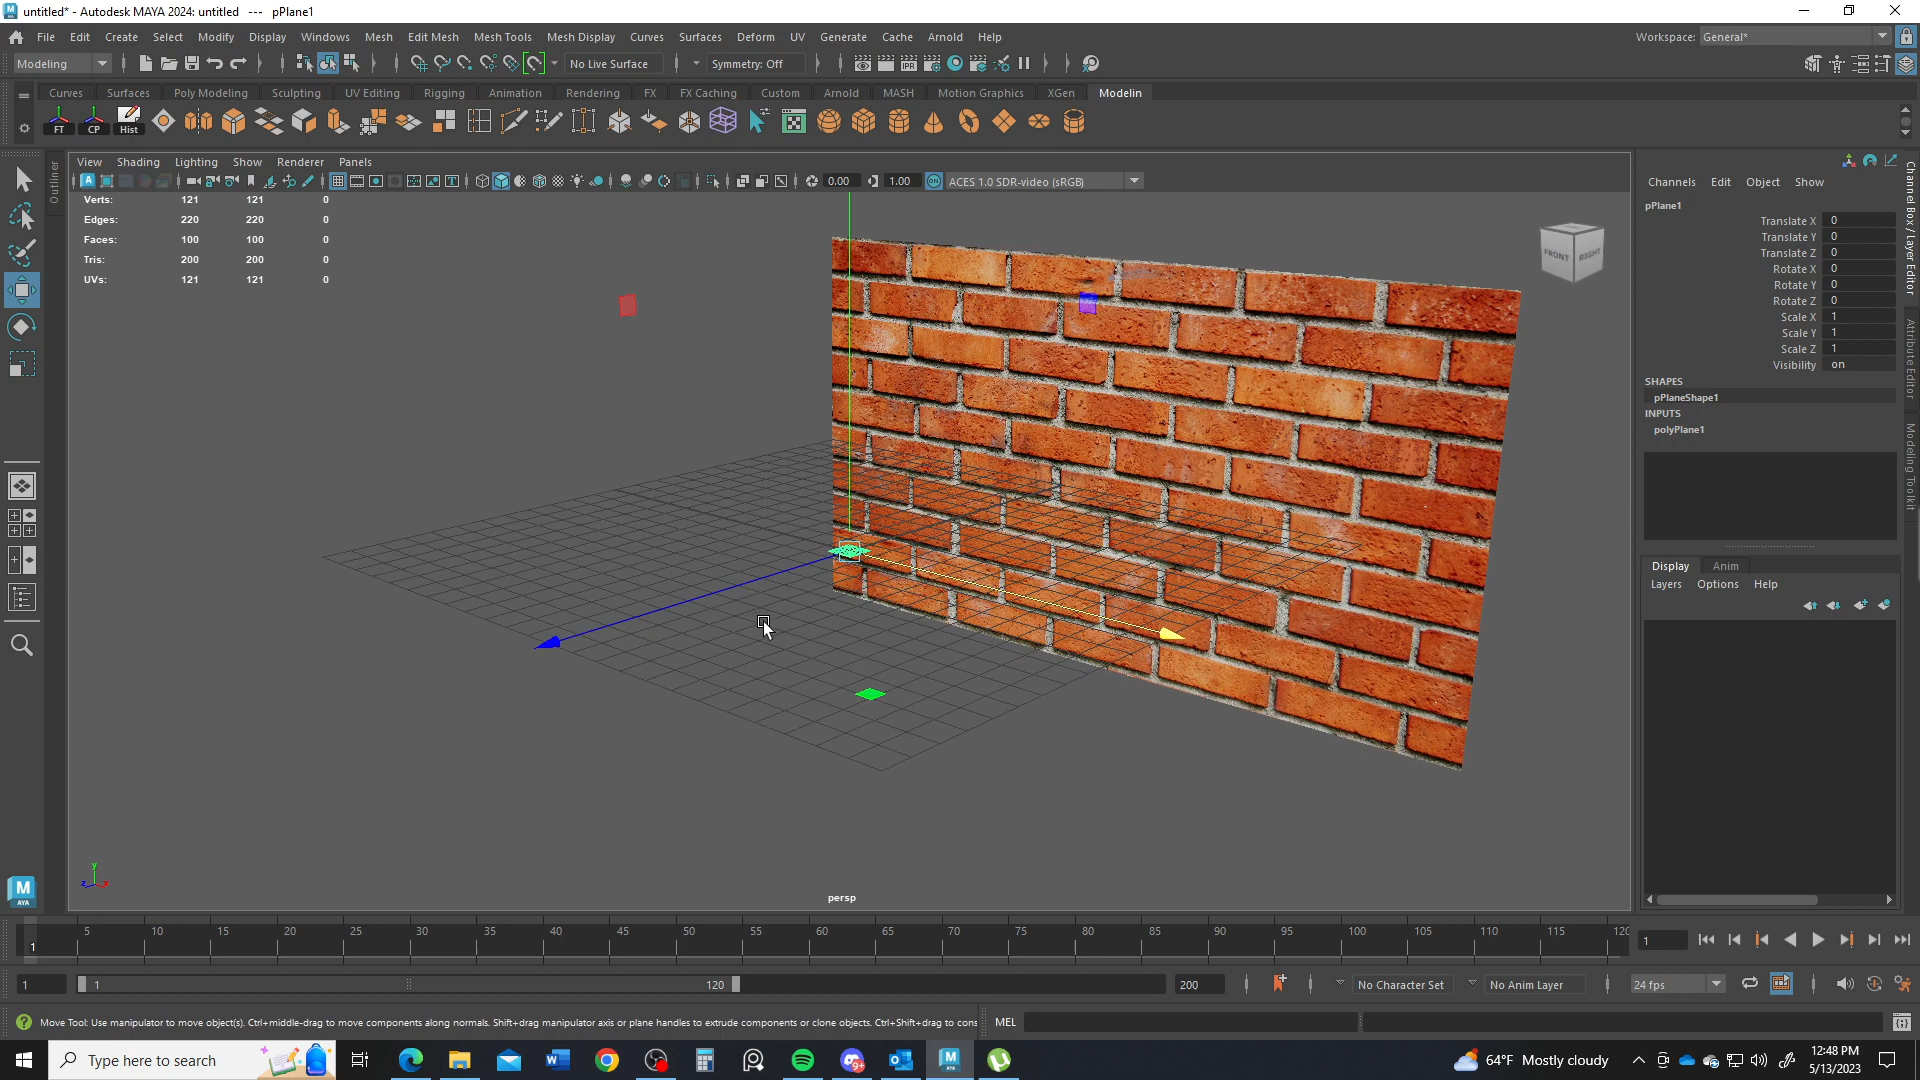 untitled* - Autodesk MAYA 2024: untitled --- pPlane1
File Edit Create Select Modify Display Windows Mesh Edit Mesh Mesh Tools Mesh Display Curves Surfaces Deform UV Generate Cache Arnold Help
Workspace: General*
Modeling
No Live Surface
Symmetry: Off
IPR
Curves Surfaces Poly Modeling Sculpting UV Editing Rigging Animation Rendering FX FX Caching Custom Arnold MASH Motion Graphics XGen Modelin
FT CP Hist
View Shading Lighting Show Renderer Panels
0.00 1.00 ON ACES 1.0 SDR-video (sRGB)
Outliner
Verts: 121 121 0
Edges: 220 220 0
Faces: 100 100 0
Tris: 200 200 0
UVs: 121 121 0
FRONT RIGHT
y
z x
persp
Channels Edit Object Show
pPlane1
Translate X 0
Translate Y 0
Translate Z 0
Rotate X 0
Rotate Y 0
Rotate Z 0
Scale X 1
Scale Y 1
Scale Z 1
Visibility on
SHAPES
pPlaneShape1
INPUTS
polyPlane1
Display Anim
Layers Options Help
Channel Box / Layer Editor
Attribute Editor
Modeling Toolkit
M
AYA
5 10 15 20 25 30 35 40 45 50 55 60 65 70 75 80 85 90 95 100 105 110 115 120
1
1
1 1 120 200
No Character Set
No Anim Layer
24 fps
Move Tool: Use manipulator to move object(s). Ctrl+middle-drag to move components along normals. Shift+drag manipulator axis or plane handles to extrude components or clone objects. Ctrl+Shift+drag to cons
MEL
Type here to search
9+
64°F Mostly cloudy
12:48 PM
5/13/2023